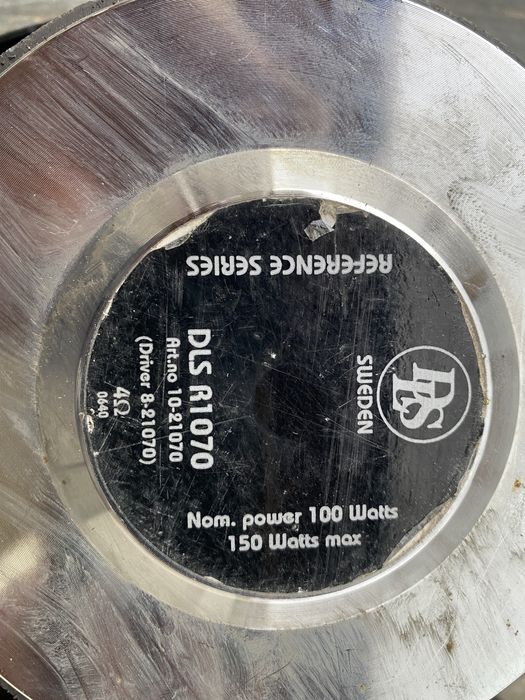 REFERENCE SERIES
DLS
SWEDEN
DLS R1070
Art.no 10-21070
(Driver 8-21070)
4Ω
0640
Nom. power 100 Watts
150 Watts max